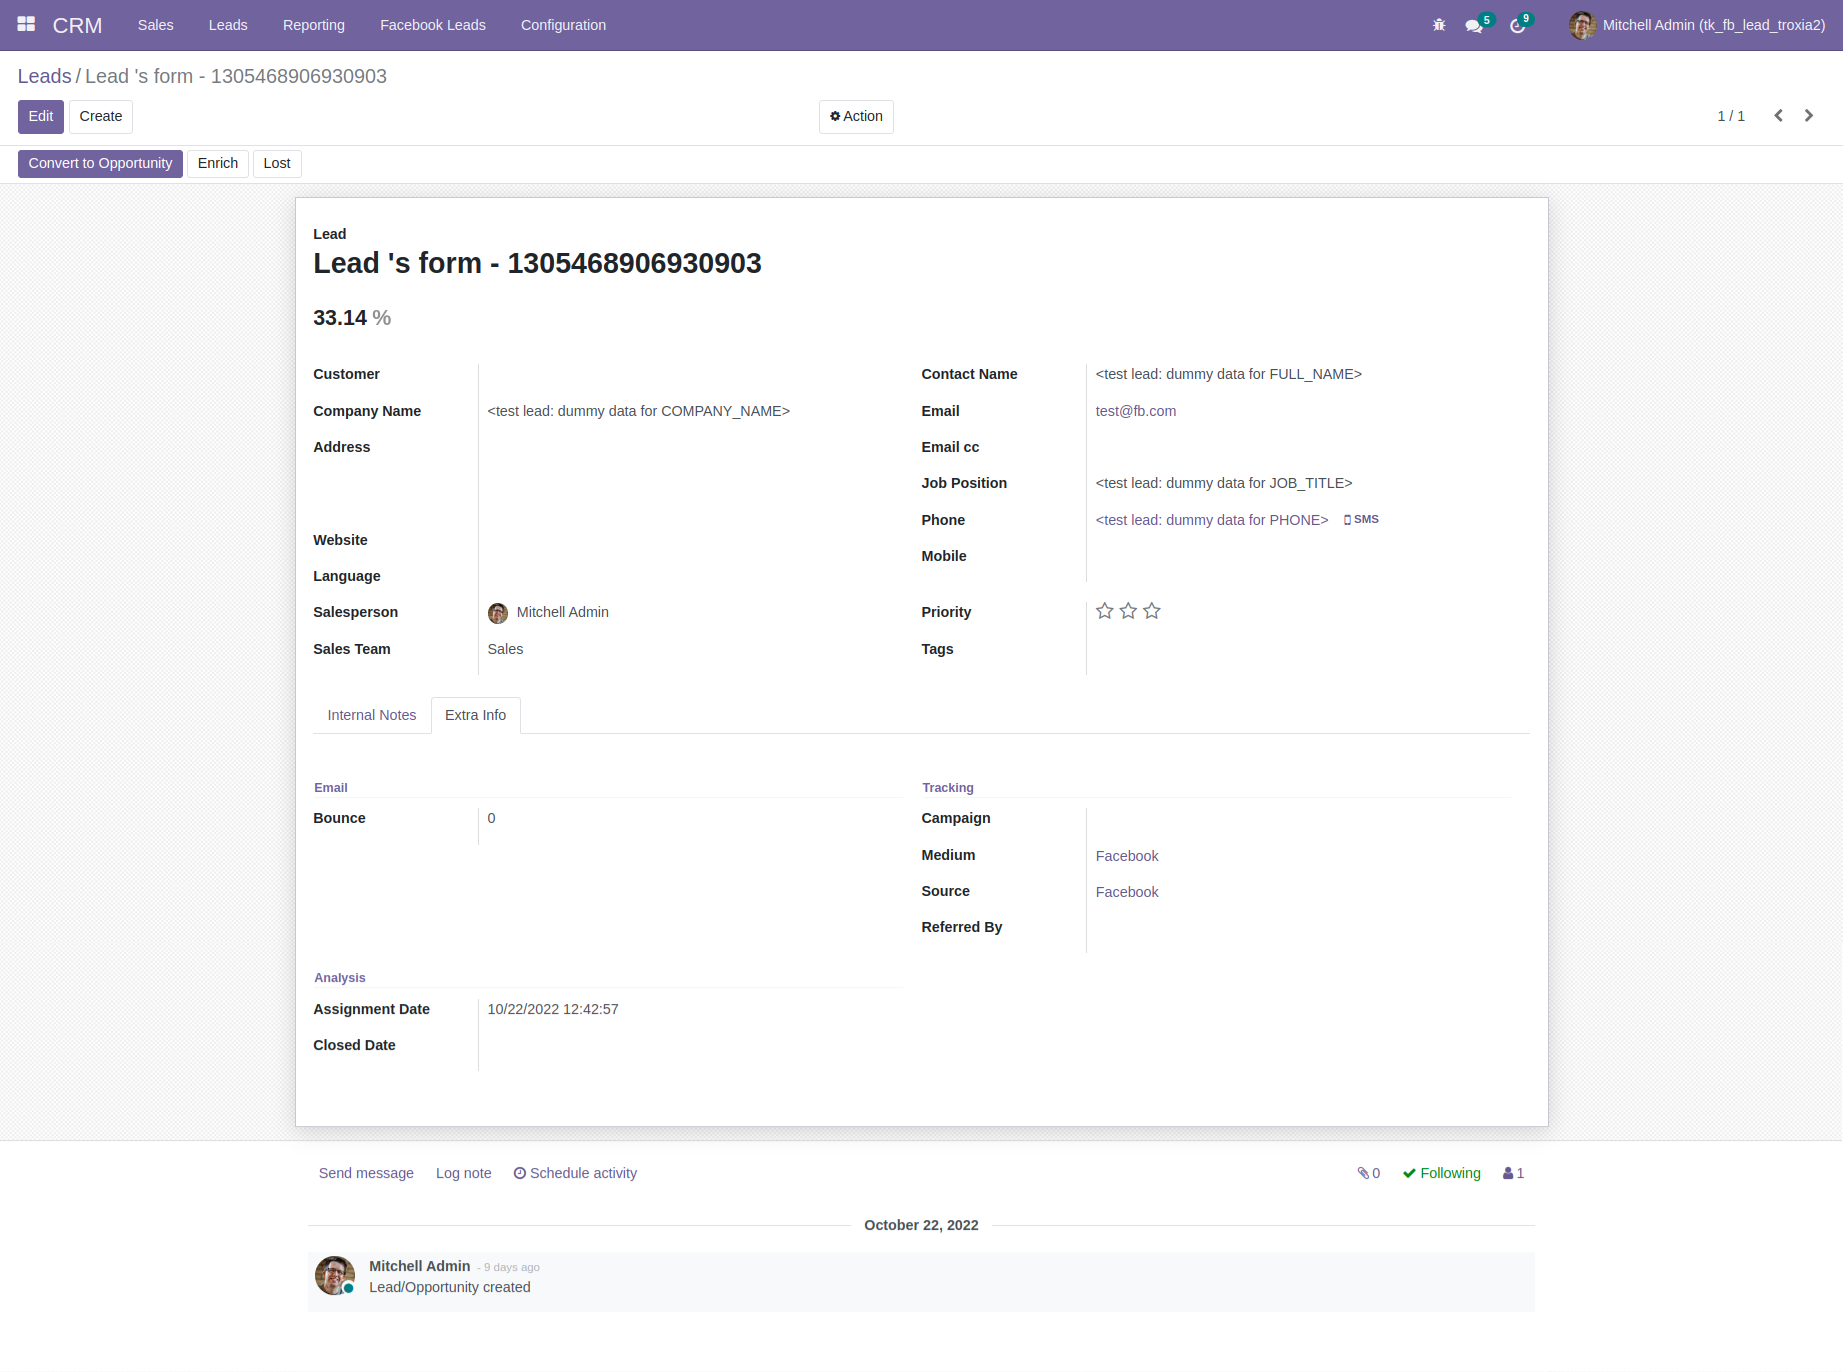 CRM Sales Leads Reporting Facebook Leads Configuration 5 9 Mitchell Admin (tk_fb_lead_troxia2)
Leads / Lead 's form - 1305468906930903
Edit Create Action 1 / 1
Convert to Opportunity Enrich Lost
Lead
Lead 's form - 1305468906930903
33.14 %
Customer
Company Name <test lead: dummy data for COMPANY_NAME>
Address
Website
Language
Salesperson Mitchell Admin
Sales Team Sales
Contact Name <test lead: dummy data for FULL_NAME>
Email test@fb.com
Email cc
Job Position <test lead: dummy data for JOB_TITLE>
Phone <test lead: dummy data for PHONE> SMS
Mobile
Priority
Tags
Internal Notes Extra Info
Email
Bounce 0
Tracking
Campaign
Medium Facebook
Source Facebook
Referred By
Analysis
Assignment Date 10/22/2022 12:42:57
Closed Date
Send message Log note Schedule activity 0 Following 1
October 22, 2022
Mitchell Admin - 9 days ago
Lead/Opportunity created